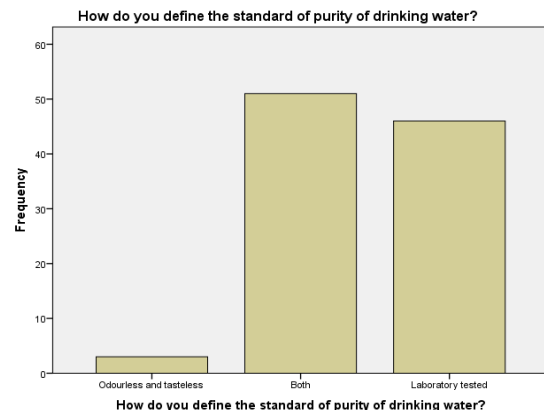 How do you define the standard of purity of drinking water?
60
50
40
30
20
10
0
Frequency
Odourless and tasteless
Both
Laboratory tested
How do you define the standard of purity of drinking water?